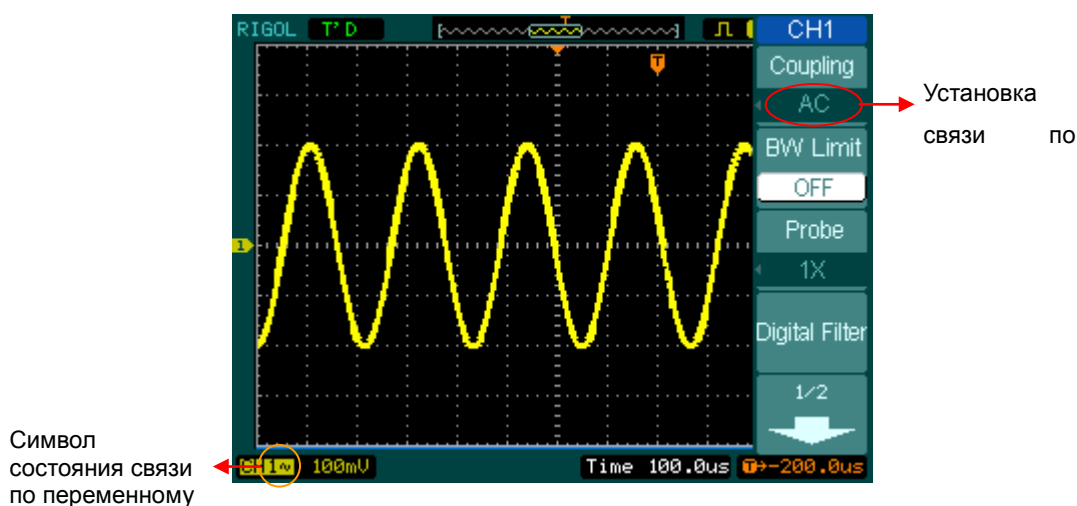 RIGOL T'D T CH1
T
Coupling
AC
Установка
связи по
BW Limit
OFF
Probe
1
1X
Digital Filter
1/2
Символ
состояния связи
по переменному
CH1~ 100mV Time 100.0us T→-200.0us